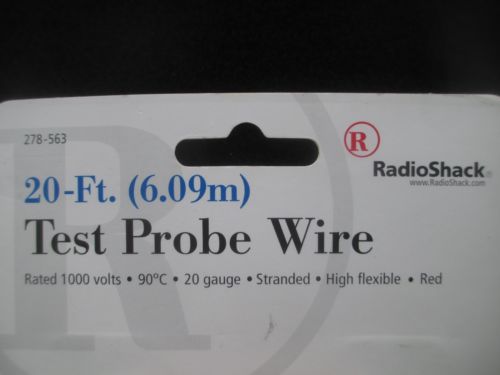 278-563
R
RadioShack®
www.RadioShack.com
20-Ft. (6.09m)
Test Probe Wire
Rated 1000 volts • 90ºC • 20 gauge • Stranded • High flexible • Red
R